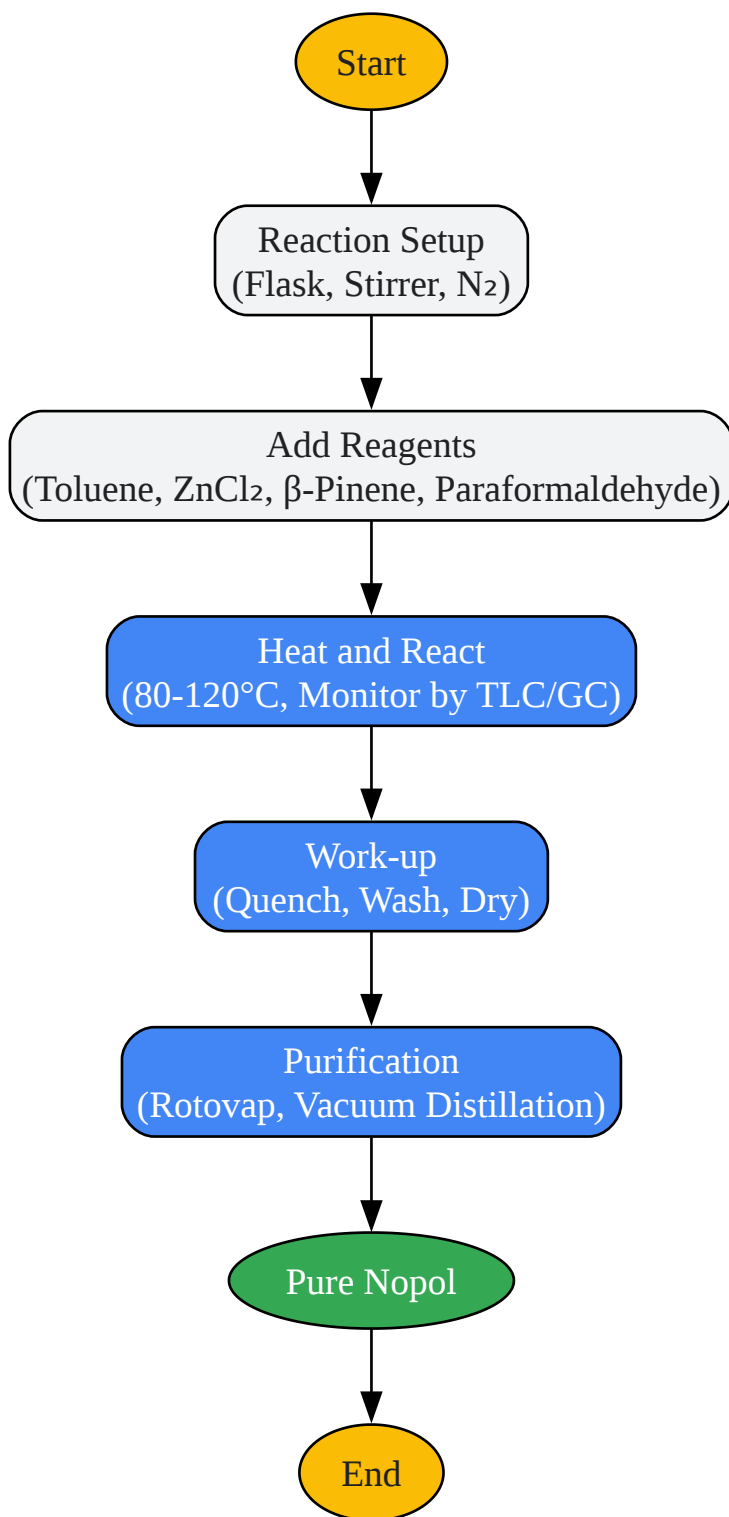 Start
Reaction Setup
(Flask, Stirrer, N₂)
Add Reagents
(Toluene, ZnCl₂, β-Pinene, Paraformaldehyde)
Heat and React
(80-120°C, Monitor by TLC/GC)
Work-up
(Quench, Wash, Dry)
Purification
(Rotovap, Vacuum Distillation)
Pure Nopol
End